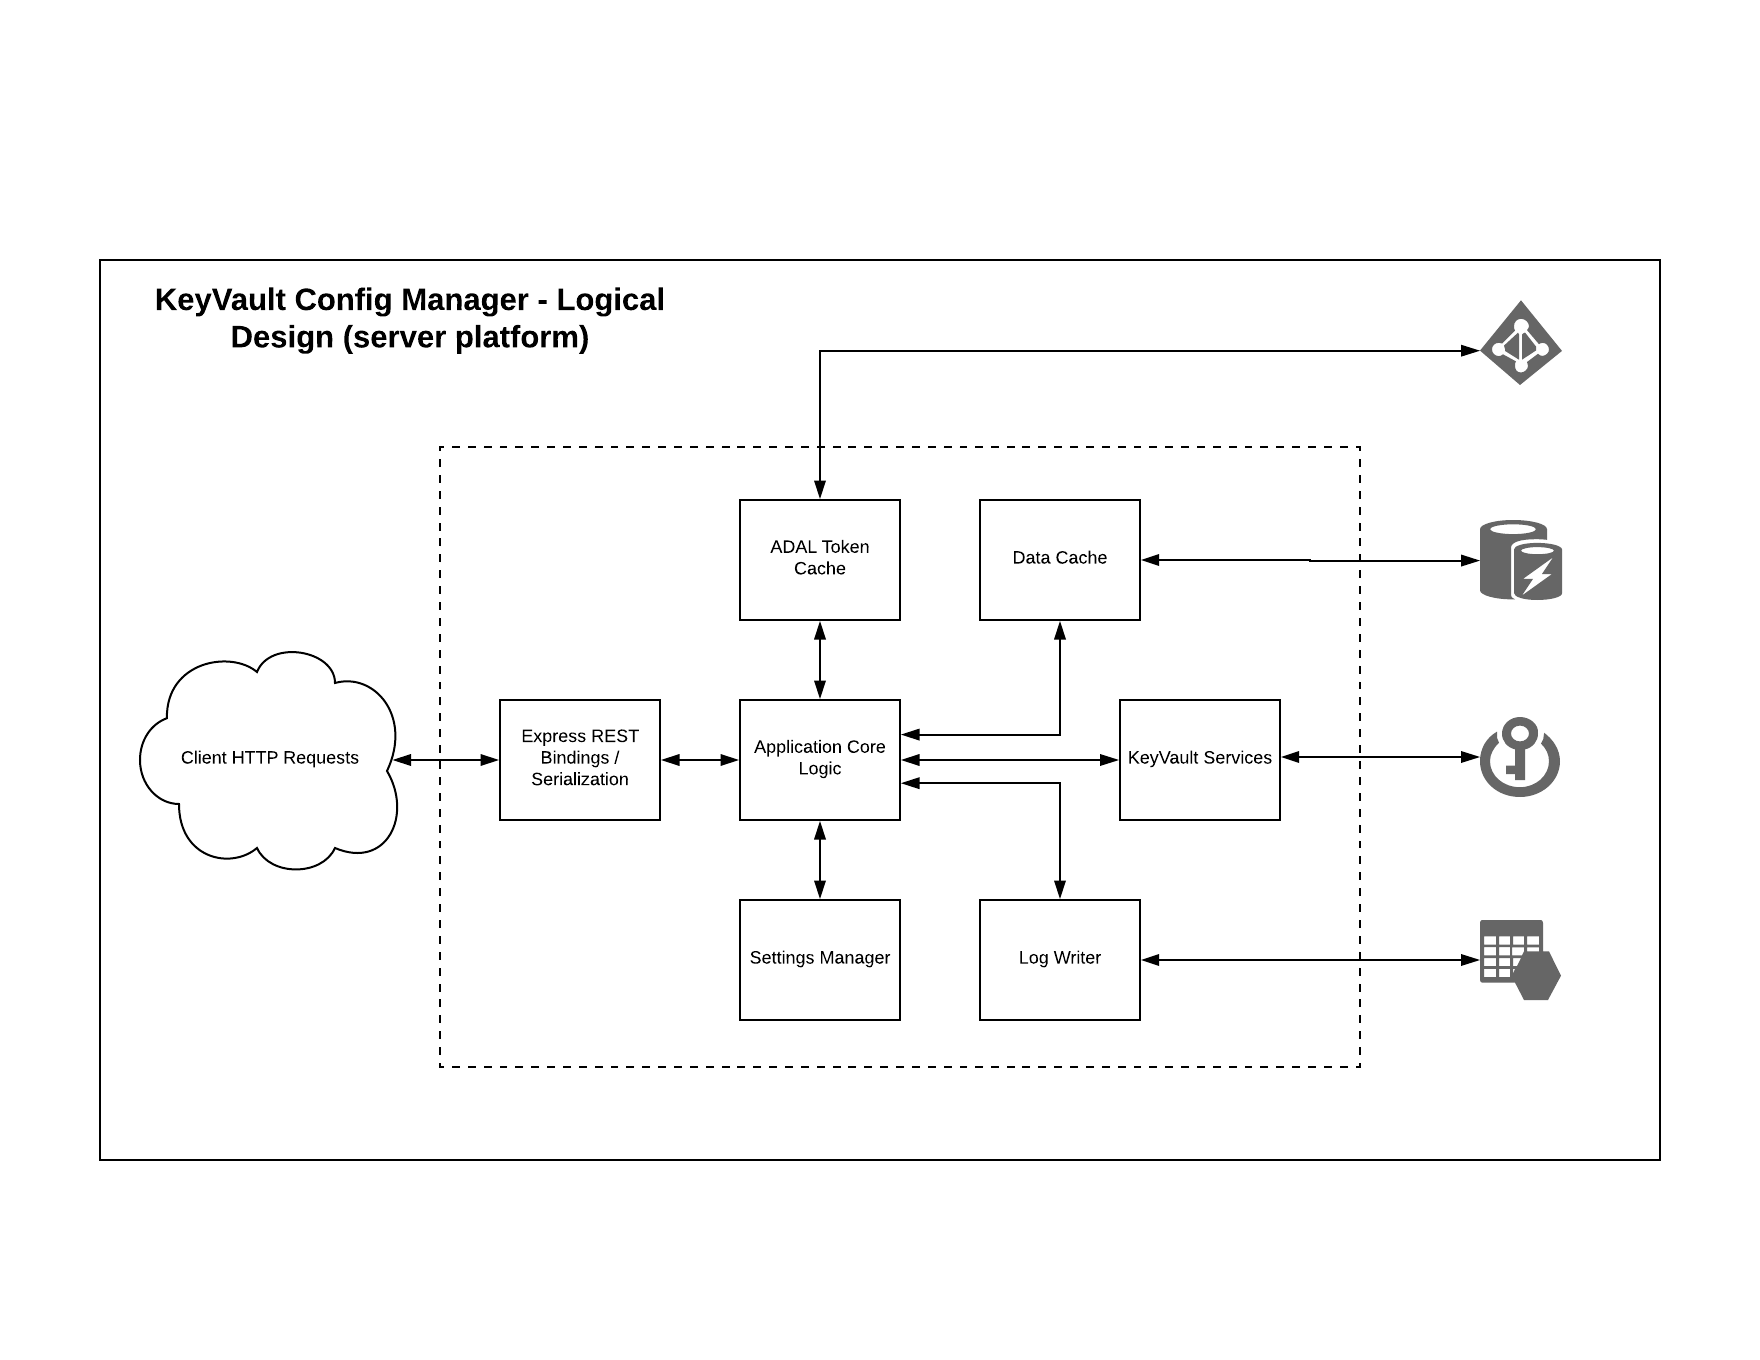 KeyVault Config Manager - Logical
Design (server platform)
ADAL Token
Cache
Data Cache
Client HTTP Requests
Express REST
Bindings /
Serialization
Application Core
Logic
KeyVault Services
Settings Manager
Log Writer